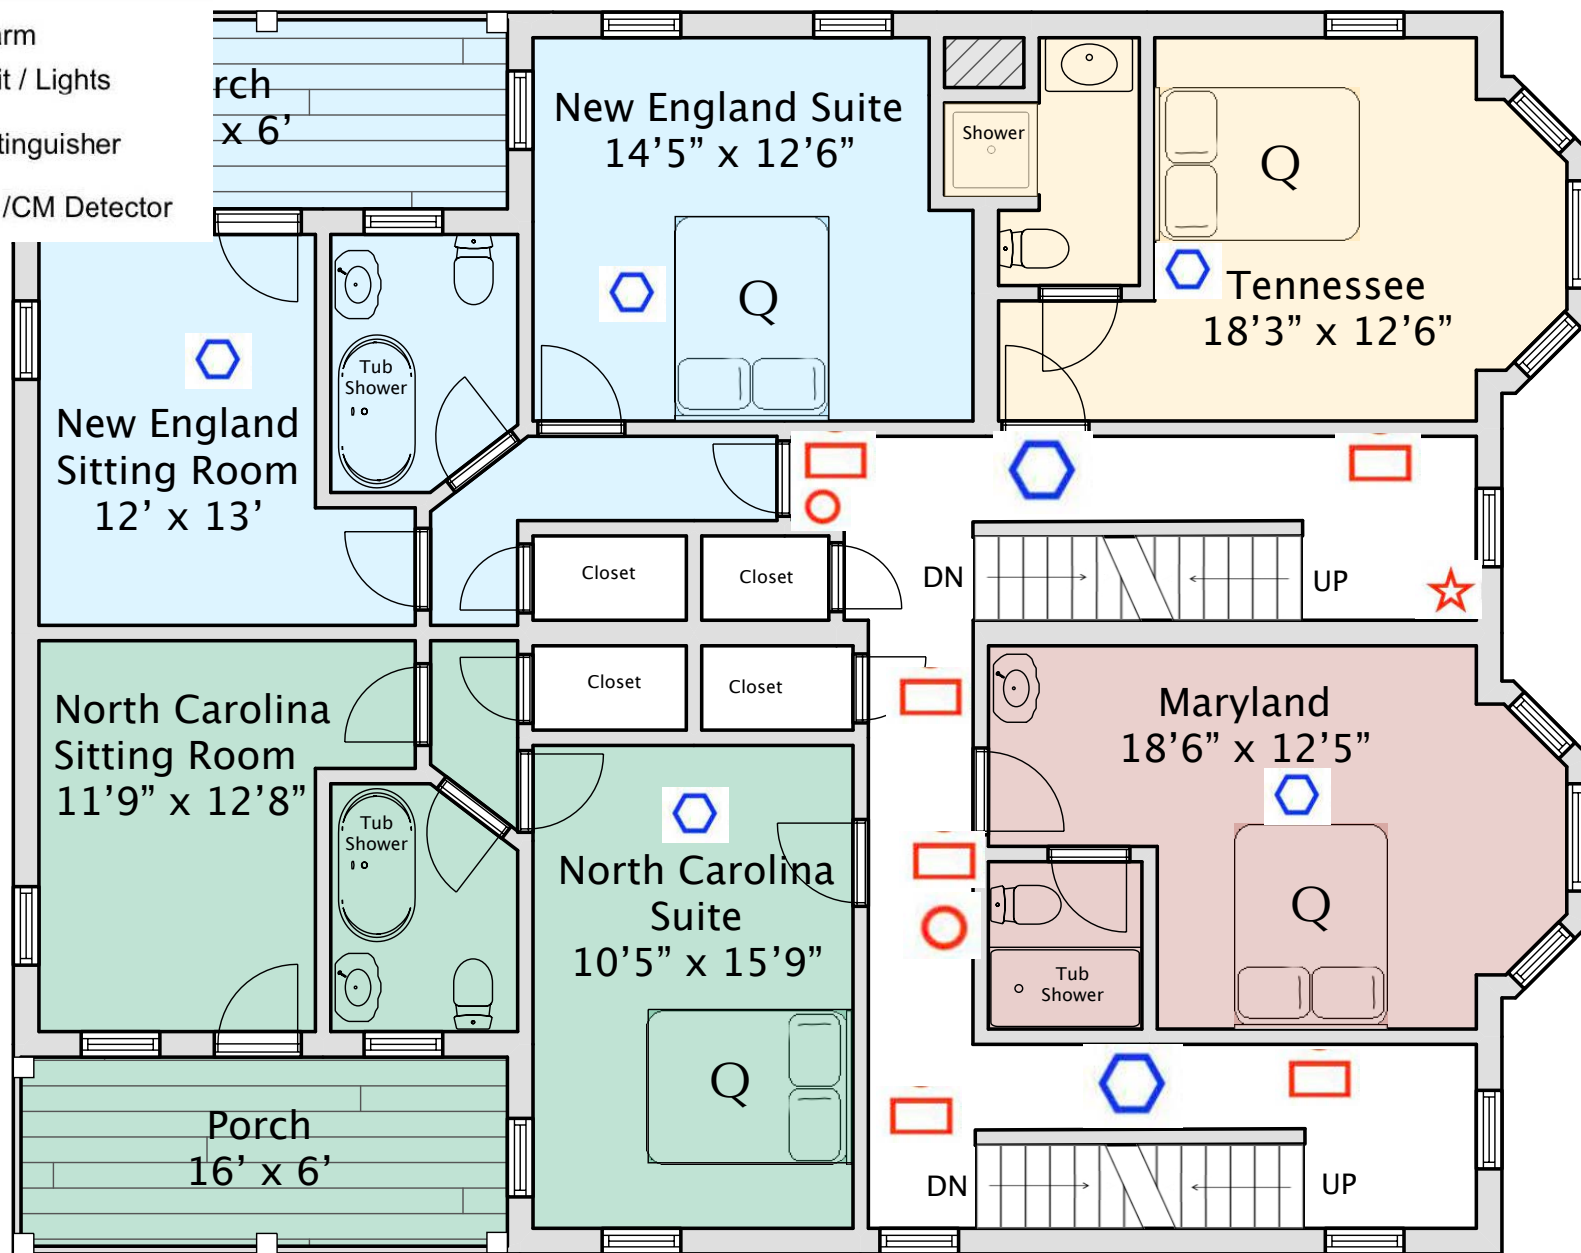 arm
it / Lights
tinguisher
/CM Detector
rch
x 6’
New England Suite
14’5” x 12’6”
Shower
Q
Q
Tennessee
18’3” x 12’6”
Tub
Shower
New England
Sitting Room
12’ x 13’
Closet
Closet
DN
UP
Closet
Closet
North Carolina
Sitting Room
11’9” x 12’8”
Maryland
18’6” x 12’5”
Tub
Shower
North Carolina
Suite
10’5” x 15’9”
Q
Tub
Shower
Q
Porch
16’ x 6’
DN
UP